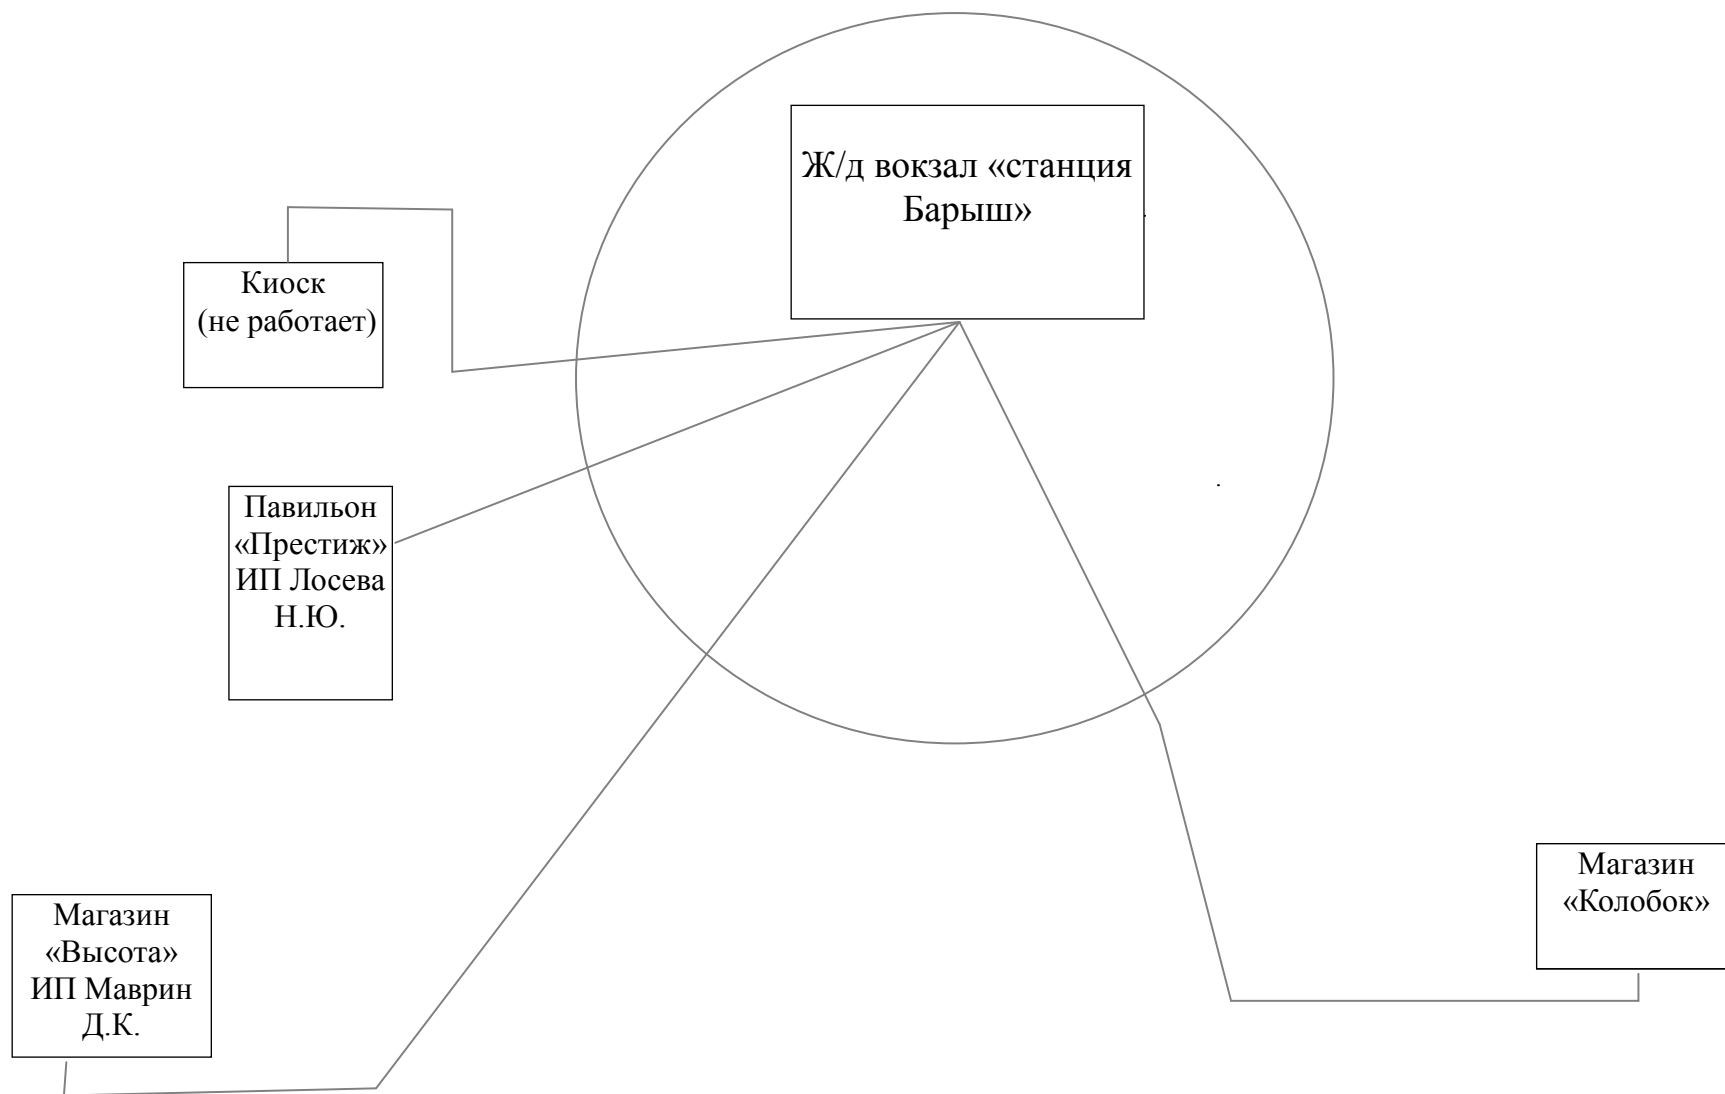 Ж/д вокзал «станция
Барыш»
Киоск
(не работает)
Павильон
«Престиж»
ИП Лосева
Н.Ю.
Магазин
«Колобок»
Магазин
«Высота»
ИП Маврин
Д.К.